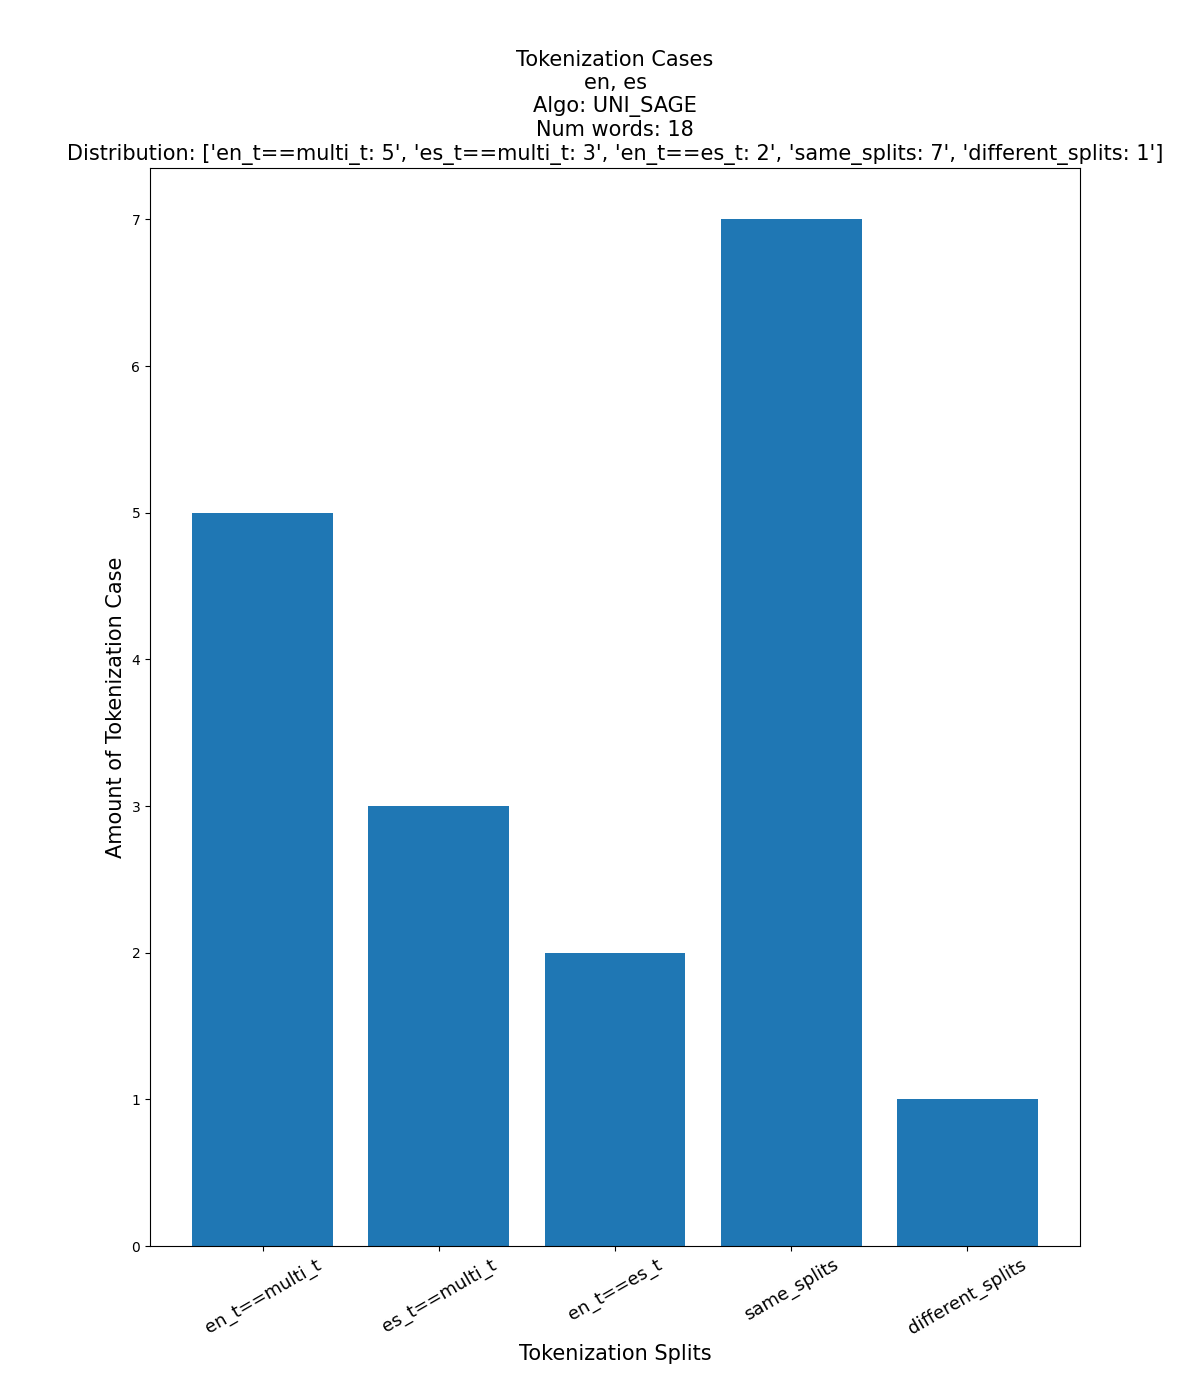 Tokenization Cases
en, es
Algo: UNI_SAGE
Num words: 18
Distribution: ['en_t==multi_t: 5', 'es_t==multi_t: 3', 'en_t==es_t: 2', 'same_splits: 7', 'different_splits: 1']
7
6
5
4
3
2
1
0
Amount of Tokenization Case
en_t==multi_t
es_t==multi_t
en_t==es_t
same_splits
different_splits
Tokenization Splits